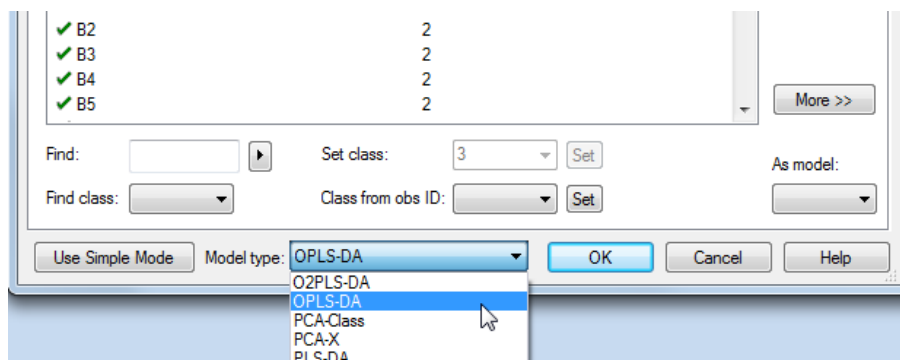 B2 2
B3 2
B4 2
B5 2
More >>
Find: Set class: 3 Set
As model:
Find class: Class from obs ID: Set
Use Simple Mode Model type: OPLS-DA OK Cancel Help
O2PLS-DA
OPLS-DA
PCA-Class
PCA-X
PLS-DA